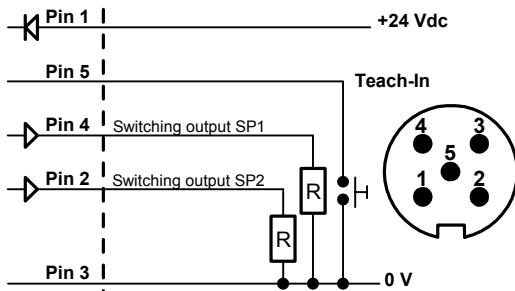 Pin 1
+24 Vdc
Pin 5
Teach-In
Pin 4 Switching output SP1
Pin 2 Switching output SP2
R
R
Pin 3
0 V
4 3
5
1 2